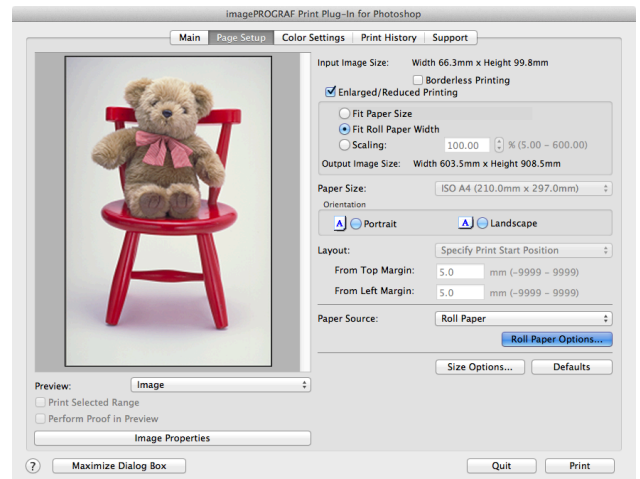 imagePROGRAF Print Plug-In for Photoshop
Main Page Setup Color Settings Print History Support
Input Image Size: Width 66.3mm x Height 99.8mm
Borderless Printing
Enlarged/Reduced Printing
Fit Paper Size
Fit Roll Paper Width
Scaling: 100.00 % (5.00 - 600.00)
Output Image Size: Width 603.5mm x Height 908.5mm
Paper Size: ISO A4 (210.0mm x 297.0mm)
Orientation
A Portrait A Landscape
Layout: Specify Print Start Position
From Top Margin: 5.0 mm (-9999 - 9999)
From Left Margin: 5.0 mm (-9999 - 9999)
Paper Source: Roll Paper
Roll Paper Options...
Size Options... Defaults
Preview: Image
Print Selected Range
Perform Proof in Preview
Image Properties
? Maximize Dialog Box Quit Print